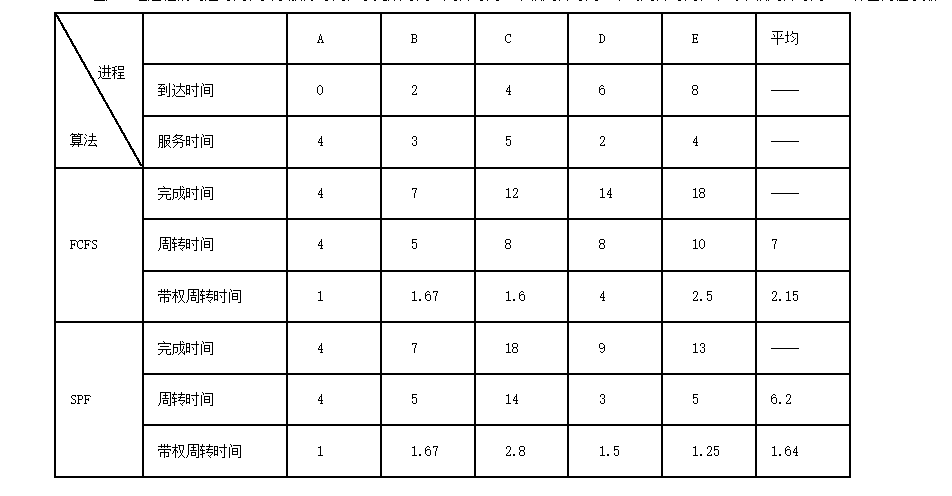 A B C D E 平均
进程
到达时间 0 2 4 6 8 ——
算法
服务时间 4 3 5 2 4 ——
完成时间 4 7 12 14 18 ——
FCFS 周转时间 4 5 8 8 10 7
带权周转时间 1 1.67 1.6 4 2.5 2.15
完成时间 4 7 18 9 13 ——
SPF 周转时间 4 5 14 3 5 6.2
带权周转时间 1 1.67 2.8 1.5 1.25 1.64